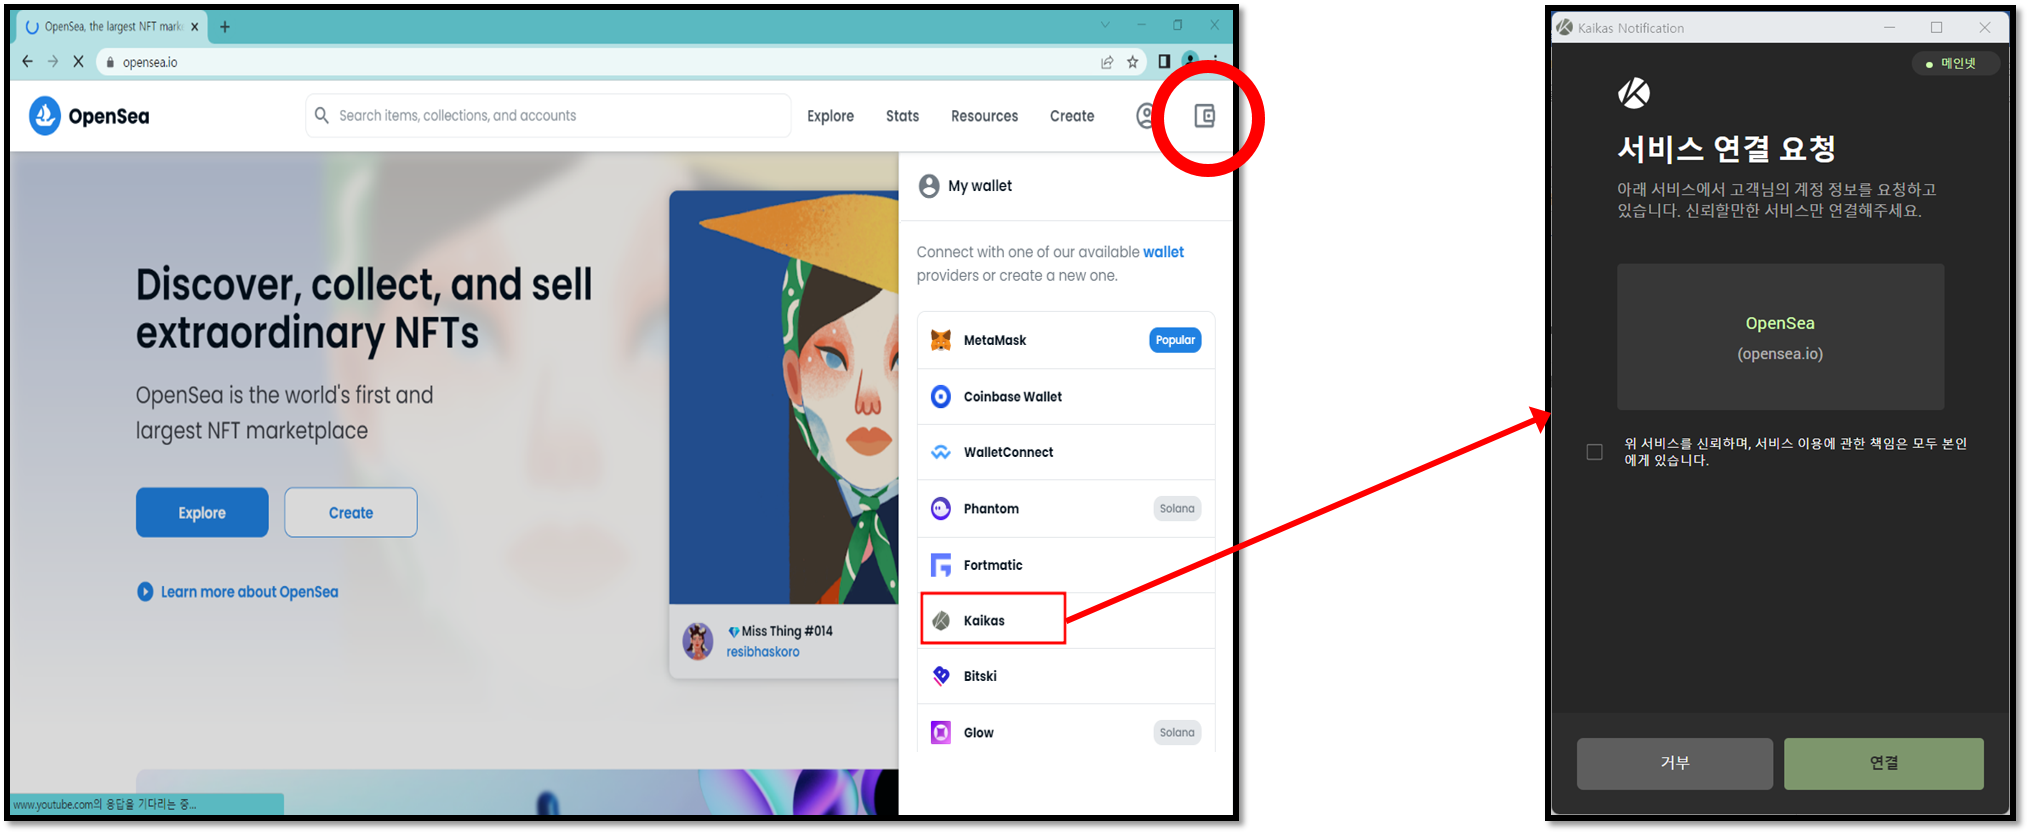 OpenSea, the largest NFT mark
opensea.io
OpenSea
Search items, collections, and accounts
Explore
Stats
Resources
Create
My wallet
Connect with one of our available wallet
providers or create a new one.
MetaMask
Popular
Coinbase Wallet
WalletConnect
Phantom
Solana
Fortmatic
Kaikas
Bitski
Glow
Solana
Discover, collect, and sell
extraordinary NFTs
OpenSea is the world's first and
largest NFT marketplace
Explore
Create
Learn more about OpenSea
Miss Thing #014
resibhaskoro
www.youtube.com의 응답을 기다리는 중...
Kaikas Notification
메인넷
서비스 연결 요청
아래 서비스에서 고객님의 계정 정보를 요청하고
있습니다. 신뢰할만한 서비스만 연결해주세요.
OpenSea
(opensea.io)
위 서비스를 신뢰하며, 서비스 이용에 관한 책임은 모두 본인
에게 있습니다.
거부
연결